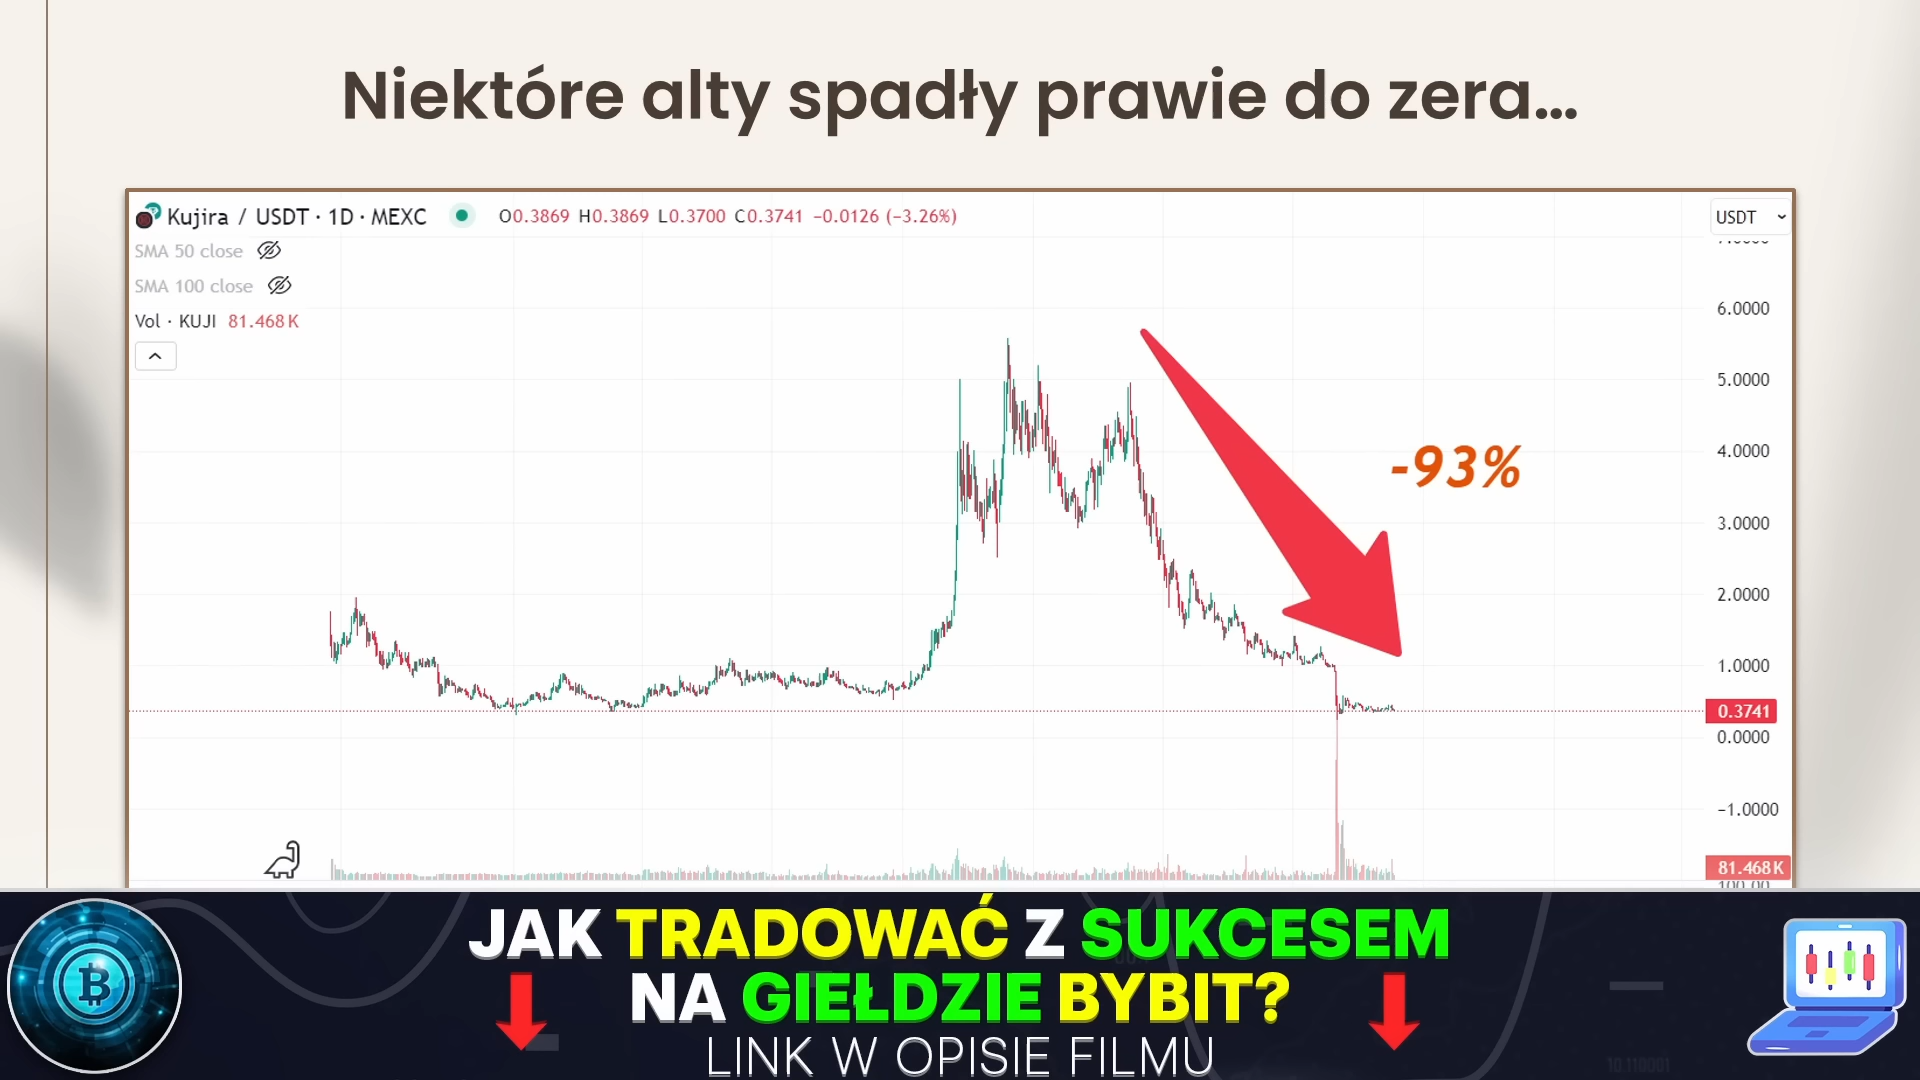 Niektóre alty spadły prawie do zera...
Kujira / USDT · 1D · MEXC O0.3869 H0.3869 L0.3700 C0.3741 −0.0126 (−3.26%)
USDT
SMA 50 close
SMA 100 close
Vol · KUJI 81.468 K
6.0000
5.0000
-93%
4.0000
3.0000
2.0000
1.0000
0.3741
0.0000
−1.0000
81.468 K
JAK TRADOWAĆ Z SUKCESEM
NA GIEŁDZIE BYBIT?
LINK W OPISIE FILMU